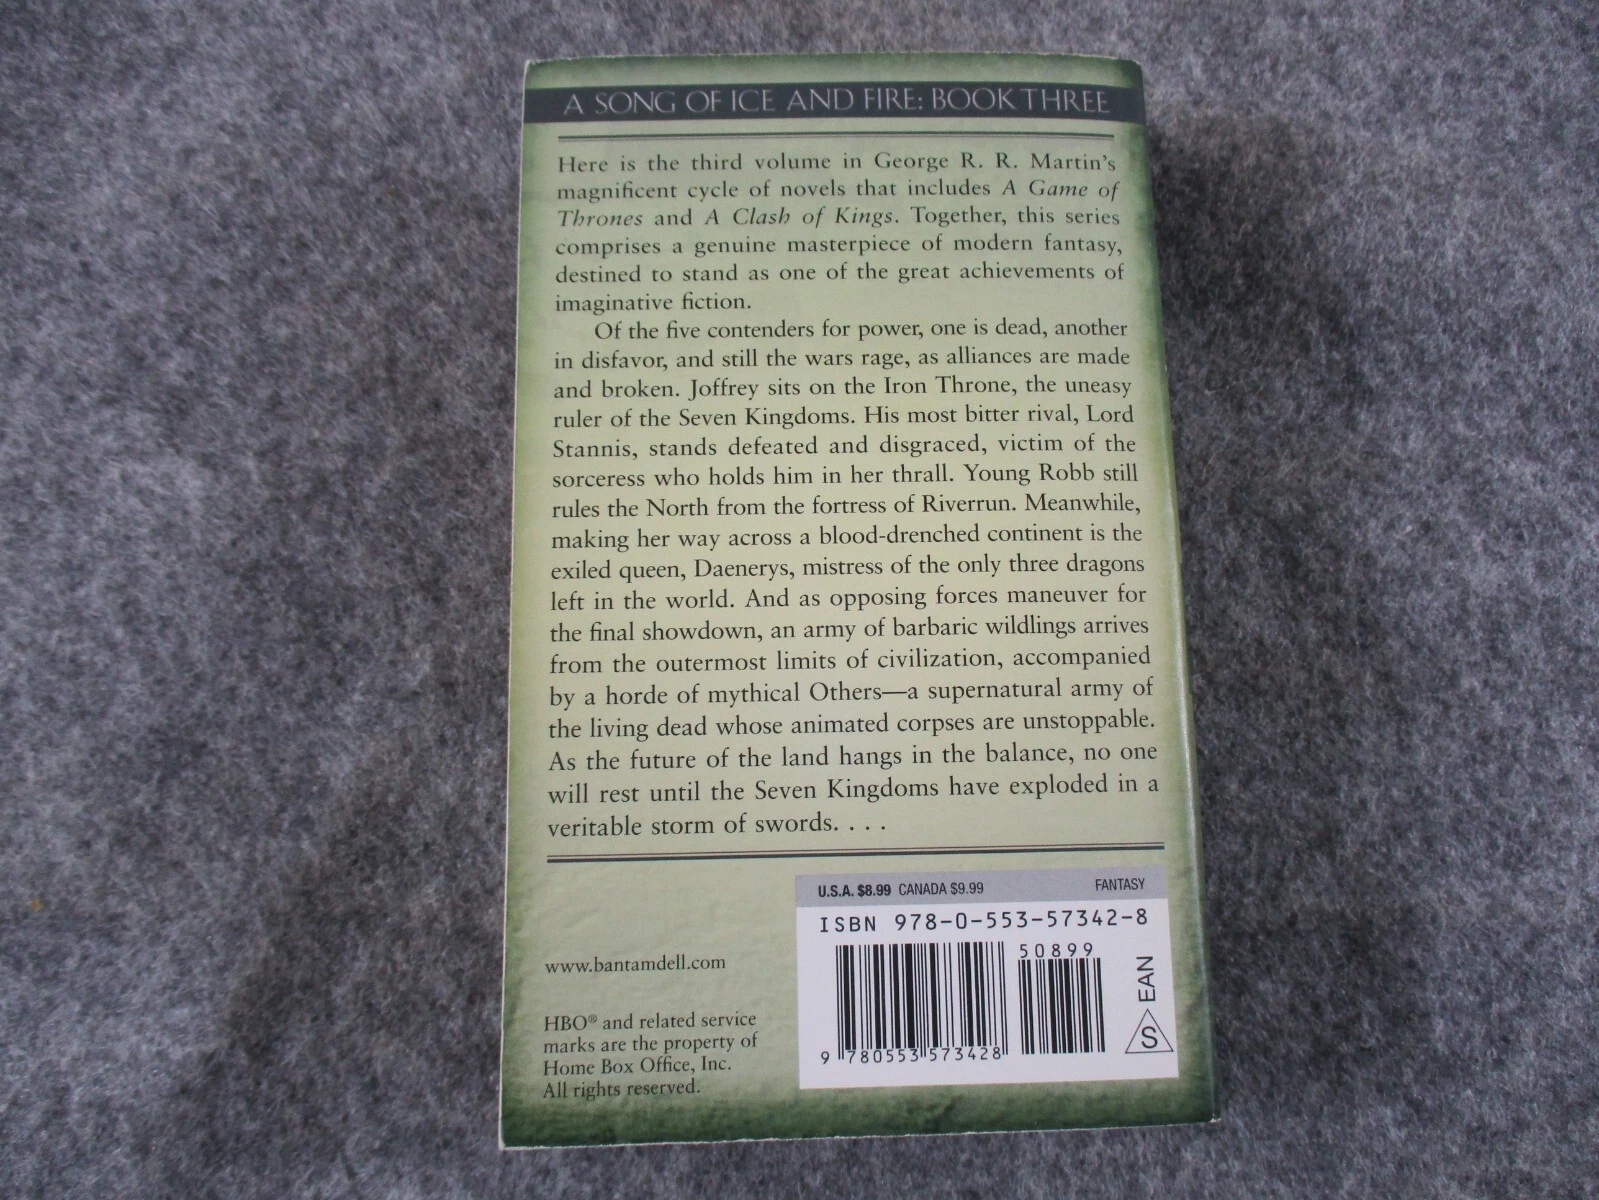 A SONG OF ICE AND FIRE: BOOK THREE
Here is the third volume in George R. R. Martin's
magnificent cycle of novels that includes A Game of
Thrones and A Clash of Kings. Together, this series
comprises a genuine masterpiece of modern fantasy,
destined to stand as one of the great achievements of
imaginative fiction.
Of the five contenders for power, one is dead, another
in disfavor, and still the wars rage, as alliances are made
and broken. Joffrey sits on the Iron Throne, the uneasy
ruler of the Seven Kingdoms. His most bitter rival, Lord
Stannis, stands defeated and disgraced, victim of the
sorceress who holds him in her thrall. Young Robb still
rules the North from the fortress of Riverrun. Meanwhile,
making her way across a blood-drenched continent is the
exiled queen, Daenerys, mistress of the only three dragons
left in the world. And as opposing forces maneuver for
the final showdown, an army of barbaric wildlings arrives
from the outermost limits of civilization, accompanied
by a horde of mythical Others—a supernatural army of
the living dead whose animated corpses are unstoppable.
As the future of the land hangs in the balance, no one
will rest until the Seven Kingdoms have exploded in a
veritable storm of swords. . . .
U.S.A. $8.99 CANADA $9.99 FANTASY
ISBN 978-0-553-57342-8
50899
9 780553 573428
EAN
S
www.bantamdell.com
HBO® and related service
marks are the property of
Home Box Office, Inc.
All rights reserved.